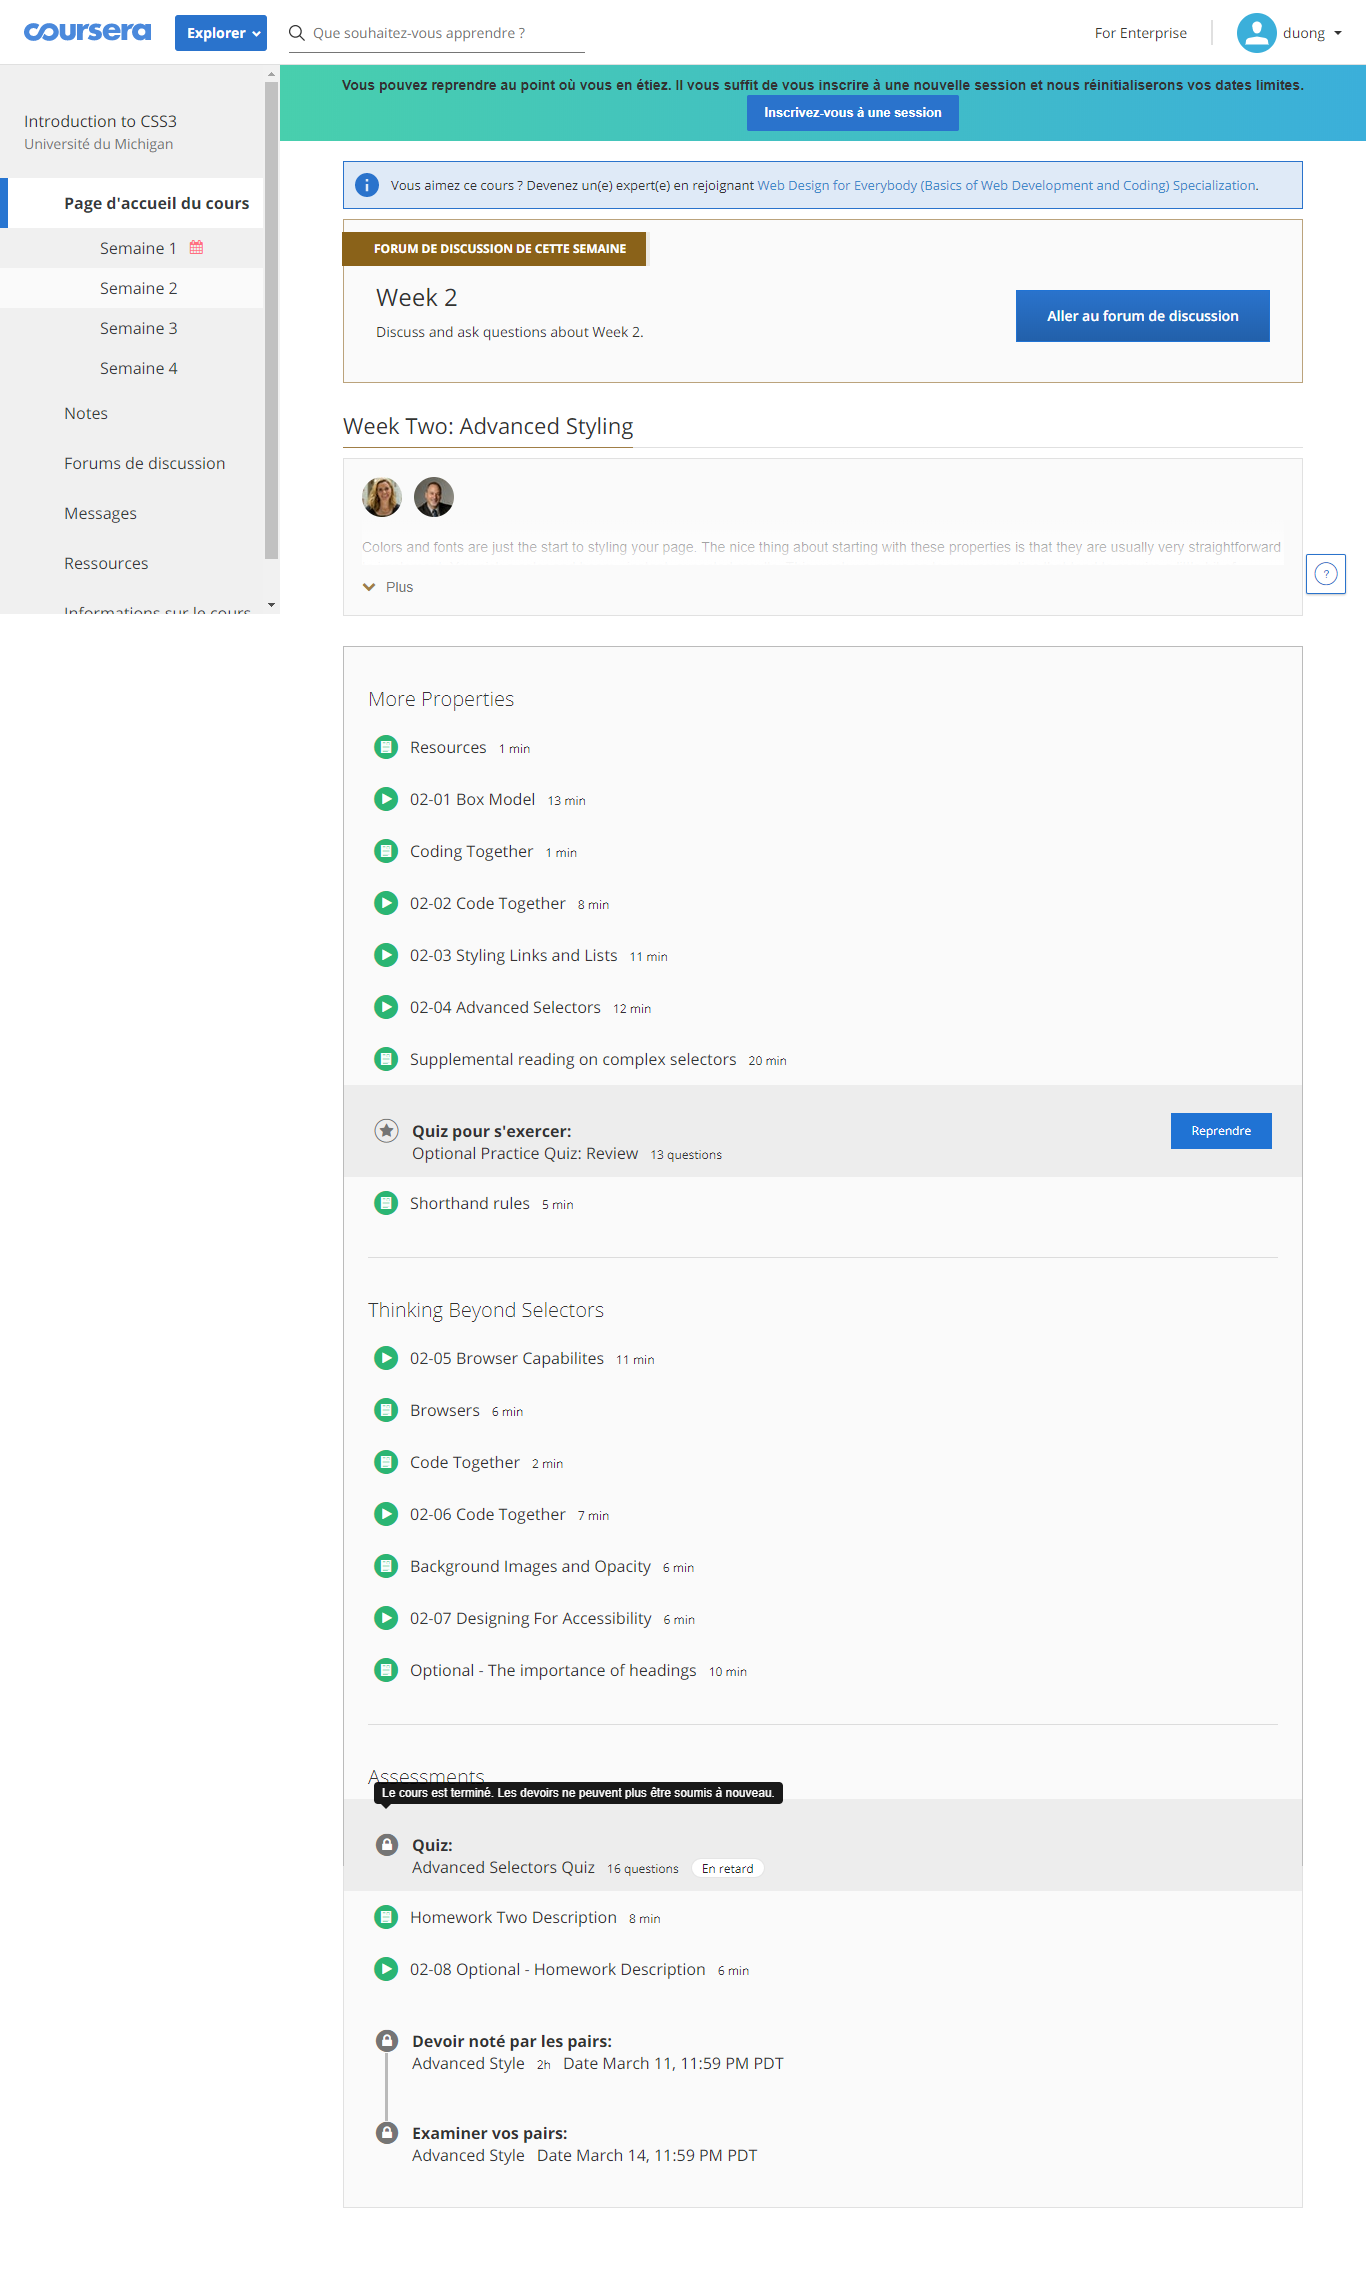 coursera
Explorer
Que souhaitez-vous apprendre ?
For Enterprise
duong
Introduction to CSS3
Université du Michigan
Page d'accueil du cours
Semaine 1
Semaine 2
Semaine 3
Semaine 4
Notes
Forums de discussion
Messages
Ressources
Informations sur le cours
Vous pouvez reprendre au point où vous en étiez. Il vous suffit de vous inscrire à une nouvelle session et nous réinitialiserons vos dates limites.
Inscrivez-vous à une session
Vous aimez ce cours ? Devenez un(e) expert(e) en rejoignant Web Design for Everybody (Basics of Web Development and Coding) Specialization.
FORUM DE DISCUSSION DE CETTE SEMAINE
Week 2
Discuss and ask questions about Week 2.
Aller au forum de discussion
Week Two: Advanced Styling
Colors and fonts are just the start to styling your page. The nice thing about starting with these properties is that they are usually very straightforward
Plus
?
More Properties
Resources 1 min
02-01 Box Model 13 min
Coding Together 1 min
02-02 Code Together 8 min
02-03 Styling Links and Lists 11 min
02-04 Advanced Selectors 12 min
Supplemental reading on complex selectors 20 min
Quiz pour s'exercer:
Optional Practice Quiz: Review 13 questions
Reprendre
Shorthand rules 5 min
Thinking Beyond Selectors
02-05 Browser Capabilites 11 min
Browsers 6 min
Code Together 2 min
02-06 Code Together 7 min
Background Images and Opacity 6 min
02-07 Designing For Accessibility 6 min
Optional - The importance of headings 10 min
Assessments
Le cours est terminé. Les devoirs ne peuvent plus être soumis à nouveau.
Quiz:
Advanced Selectors Quiz 16 questions En retard
Homework Two Description 8 min
02-08 Optional - Homework Description 6 min
Devoir noté par les pairs:
Advanced Style 2h Date March 11, 11:59 PM PDT
Examiner vos pairs:
Advanced Style Date March 14, 11:59 PM PDT